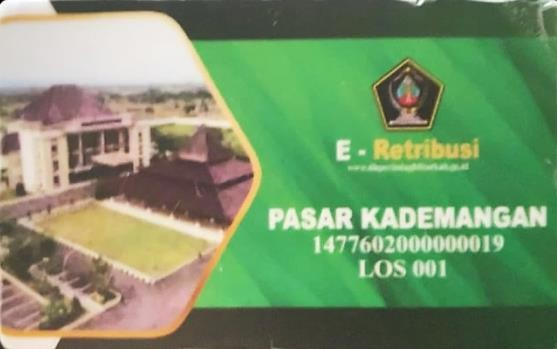 E - Retribusi
PASAR KADEMANGAN
1477602000000019
LOS 001